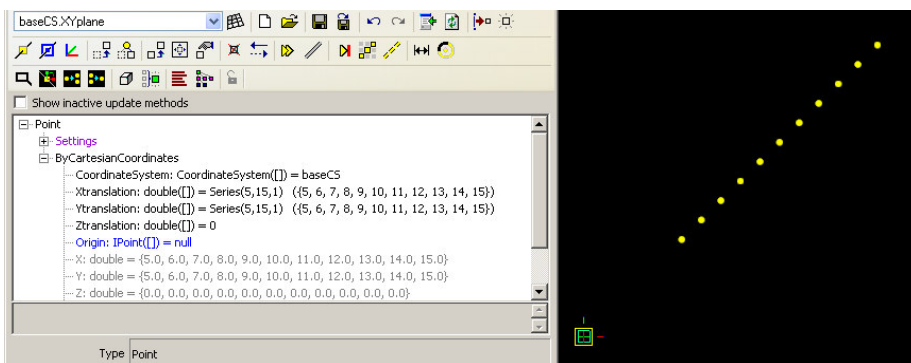 baseCS.XYplane
Show inactive update methods
Point
Settings
ByCartesianCoordinates
CoordinateSystem: CoordinateSystem([]) = baseCS
Xtranslation: double([]) = Series(5,15,1) ({5, 6, 7, 8, 9, 10, 11, 12, 13, 14, 15})
Ytranslation: double([]) = Series(5,15,1) ({5, 6, 7, 8, 9, 10, 11, 12, 13, 14, 15})
Ztranslation: double([]) = 0
Origin: IPoint([]) = null
X: double = {5.0, 6.0, 7.0, 8.0, 9.0, 10.0, 11.0, 12.0, 13.0, 14.0, 15.0}
Y: double = {5.0, 6.0, 7.0, 8.0, 9.0, 10.0, 11.0, 12.0, 13.0, 14.0, 15.0}
Z: double = {0.0, 0.0, 0.0, 0.0, 0.0, 0.0, 0.0, 0.0, 0.0, 0.0, 0.0}
Type Point